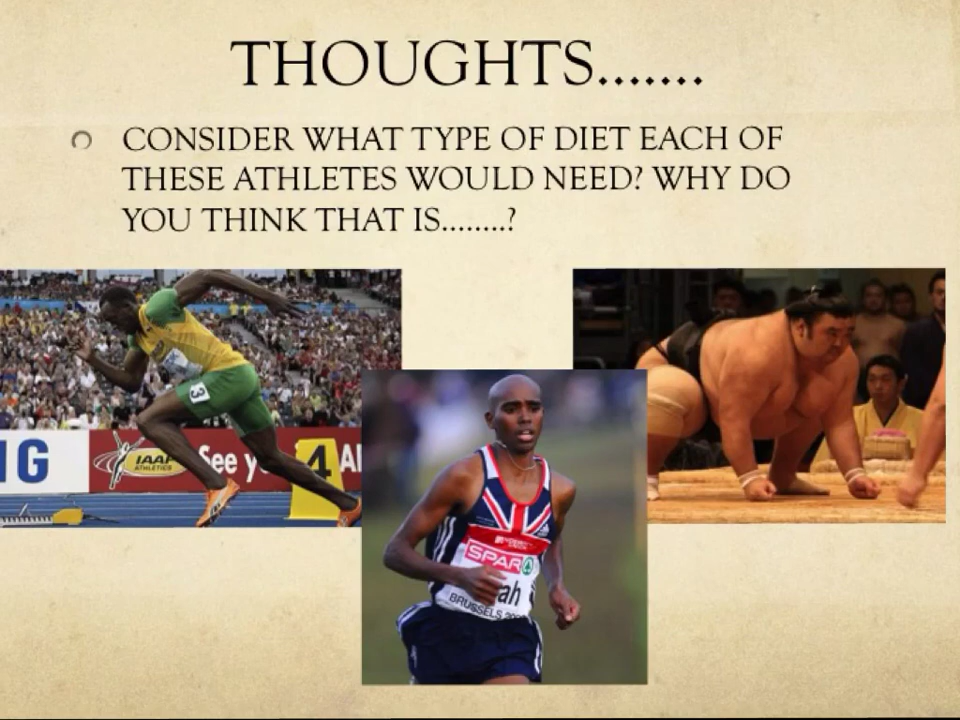 THOUGHTS.......
CONSIDER WHAT TYPE OF DIET EACH OF
THESE ATHLETES WOULD NEED? WHY DO
YOU THINK THAT IS........?
3
IAAF
ATHLETICS
See y
4
A
G
SPAR
ah
BRUSSELS